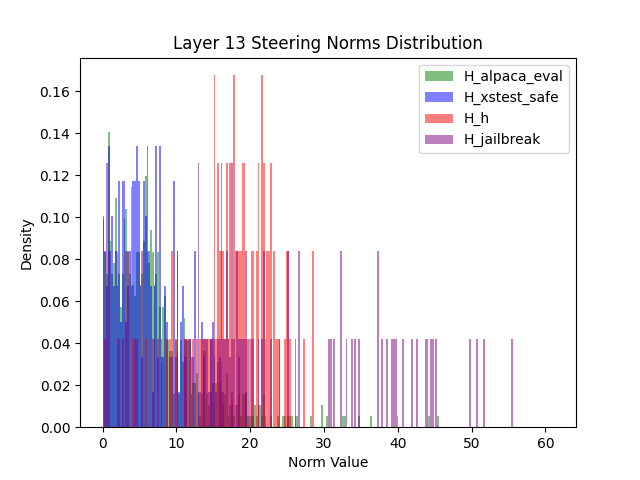 Layer 13 Steering Norms Distribution
H_alpaca_eval
H_xstest_safe
H_h
H_jailbreak
Density
0.16
0.14
0.12
0.10
0.08
0.06
0.04
0.02
0.00
0 10 20 30 40 50 60
Norm Value